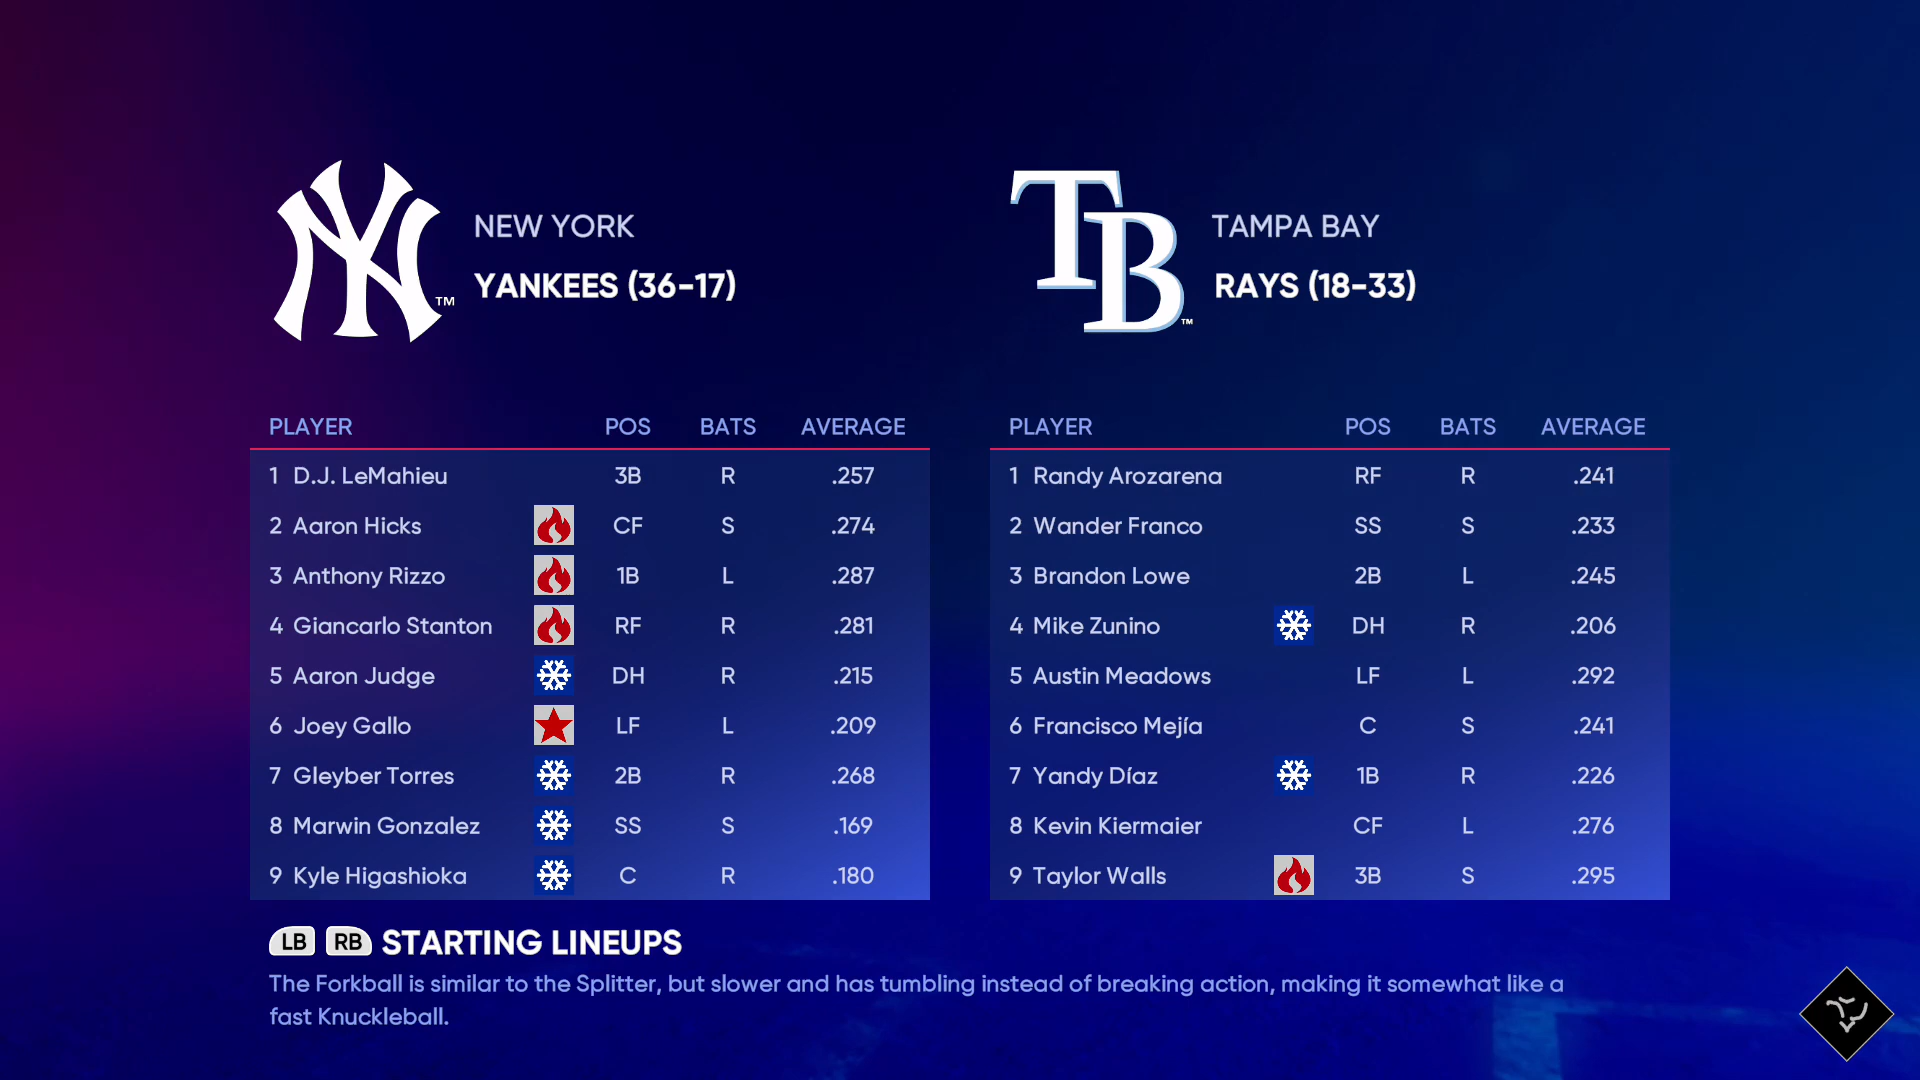 NY TM
NEW YORK
YANKEES (36-17)
TB TM
TAMPA BAY
RAYS (18-33)
PLAYER POS BATS AVERAGE
1 D.J. LeMahieu 3B R .257
2 Aaron Hicks CF S .274
3 Anthony Rizzo 1B L .287
4 Giancarlo Stanton RF R .281
5 Aaron Judge DH R .215
6 Joey Gallo LF L .209
7 Gleyber Torres 2B R .268
8 Marwin Gonzalez SS S .169
9 Kyle Higashioka C R .180
PLAYER POS BATS AVERAGE
1 Randy Arozarena RF R .241
2 Wander Franco SS S .233
3 Brandon Lowe 2B L .245
4 Mike Zunino DH R .206
5 Austin Meadows LF L .292
6 Francisco Mejía C S .241
7 Yandy Díaz 1B R .226
8 Kevin Kiermaier CF L .276
9 Taylor Walls 3B S .295
LB RB STARTING LINEUPS
The Forkball is similar to the Splitter, but slower and has tumbling instead of breaking action, making it somewhat like a
fast Knuckleball.